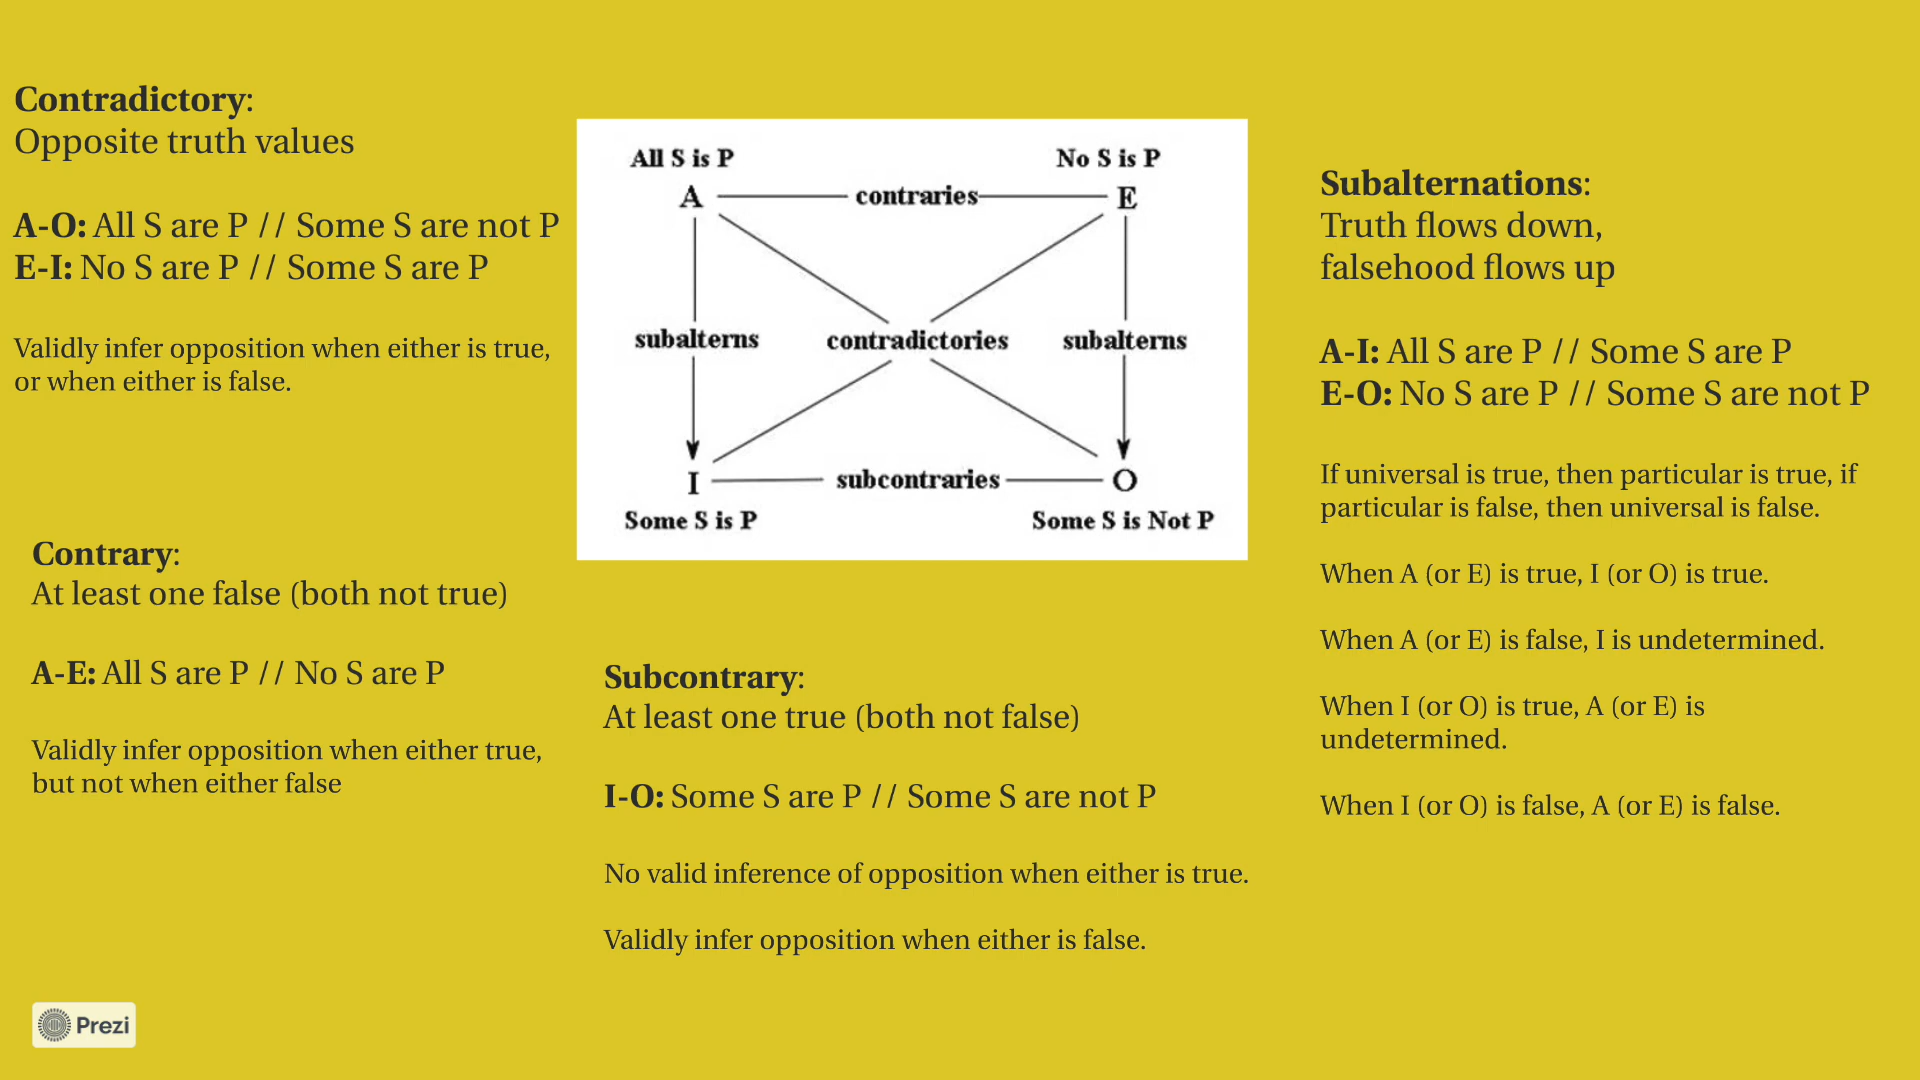 Contradictory:
Opposite truth values
A-O: All S are P // Some S are not P
E-I: No S are P // Some S are P
Validly infer opposition when either is true,
or when either is false.
Contrary:
At least one false (both not true)
A-E: All S are P // No S are P
Validly infer opposition when either true,
but not when either false
All S is P
No S is P
A
contraries
E
subalterns
contradictories
subalterns
I
subcontraries
O
Some S is P
Some S is Not P
Subcontrary:
At least one true (both not false)
I-O: Some S are P // Some S are not P
No valid inference of opposition when either is true.
Validly infer opposition when either is false.
Subalternations:
Truth flows down,
falsehood flows up
A-I: All S are P // Some S are P
E-O: No S are P // Some S are not P
If universal is true, then particular is true, if
particular is false, then universal is false.
When A (or E) is true, I (or O) is true.
When A (or E) is false, I is undetermined.
When I (or O) is true, A (or E) is
undetermined.
When I (or O) is false, A (or E) is false.
Prezi